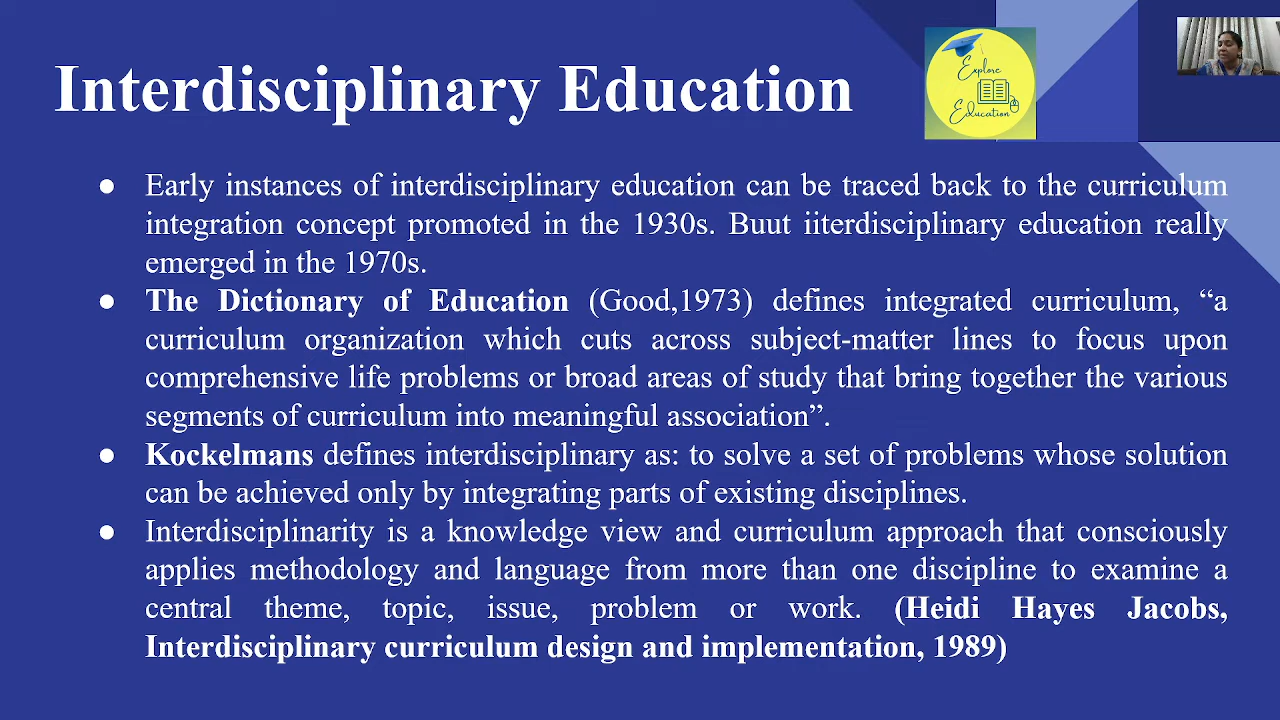 Interdisciplinary Education
Explore
Education
● Early instances of interdisciplinary education can be traced back to the curriculum
integration concept promoted in the 1930s. Buut iiterdisciplinary education really
emerged in the 1970s.
● The Dictionary of Education (Good,1973) defines integrated curriculum, “a
curriculum organization which cuts across subject-matter lines to focus upon
comprehensive life problems or broad areas of study that bring together the various
segments of curriculum into meaningful association”.
● Kockelmans defines interdisciplinary as: to solve a set of problems whose solution
can be achieved only by integrating parts of existing disciplines.
● Interdisciplinarity is a knowledge view and curriculum approach that consciously
applies methodology and language from more than one discipline to examine a
central theme, topic, issue, problem or work. (Heidi Hayes Jacobs,
Interdisciplinary curriculum design and implementation, 1989)